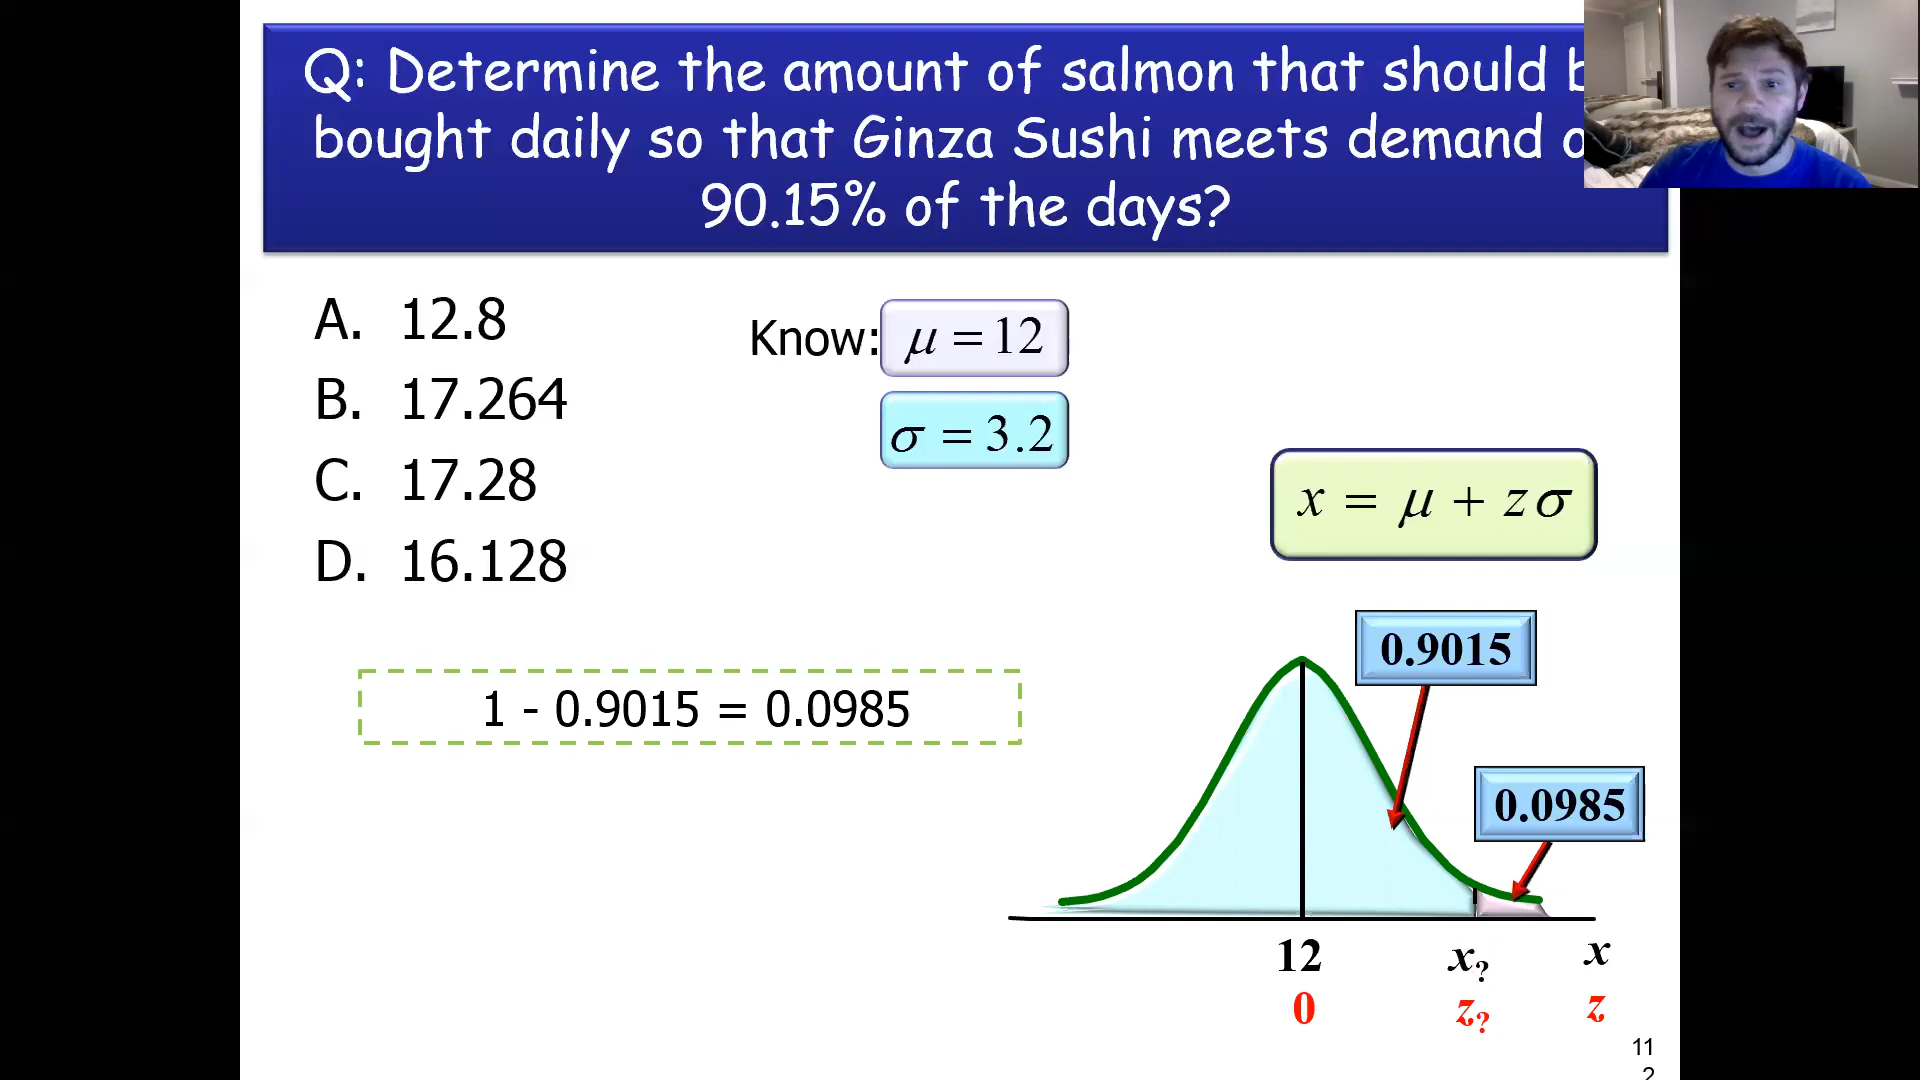 Q: Determine the amount of salmon that should
bought daily so that Ginza Sushi meets demand
90.15% of the days?
A. 12.8
B. 17.264
C. 17.28
D. 16.128
Know:
μ = 12
σ = 3.2
x = μ + zσ
1 - 0.9015 = 0.0985
0.9015
0.0985
12 x? x
0 z? z
11
2